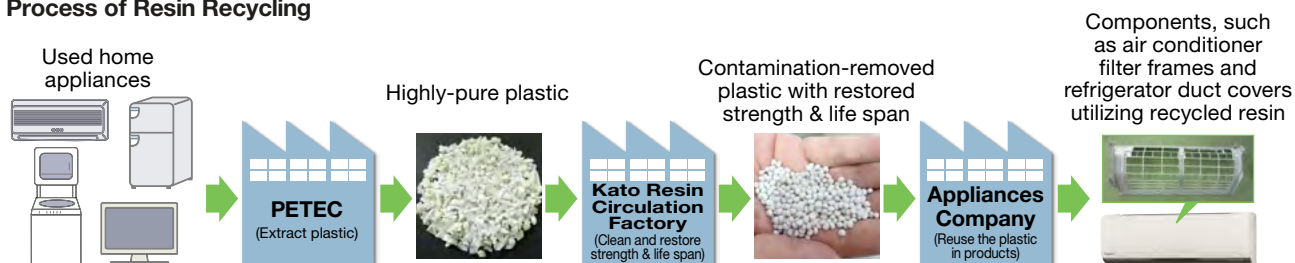 Process of Resin Recycling
Used home
appliances
PETEC
(Extract plastic)
Highly-pure plastic
Kato Resin
Circulation
Factory
(Clean and restore
strength & life span)
Contamination-removed
plastic with restored
strength & life span
Appliances
Company
(Reuse the plastic
in products)
Components, such
as air conditioner
filter frames and
refrigerator duct covers
utilizing recycled resin